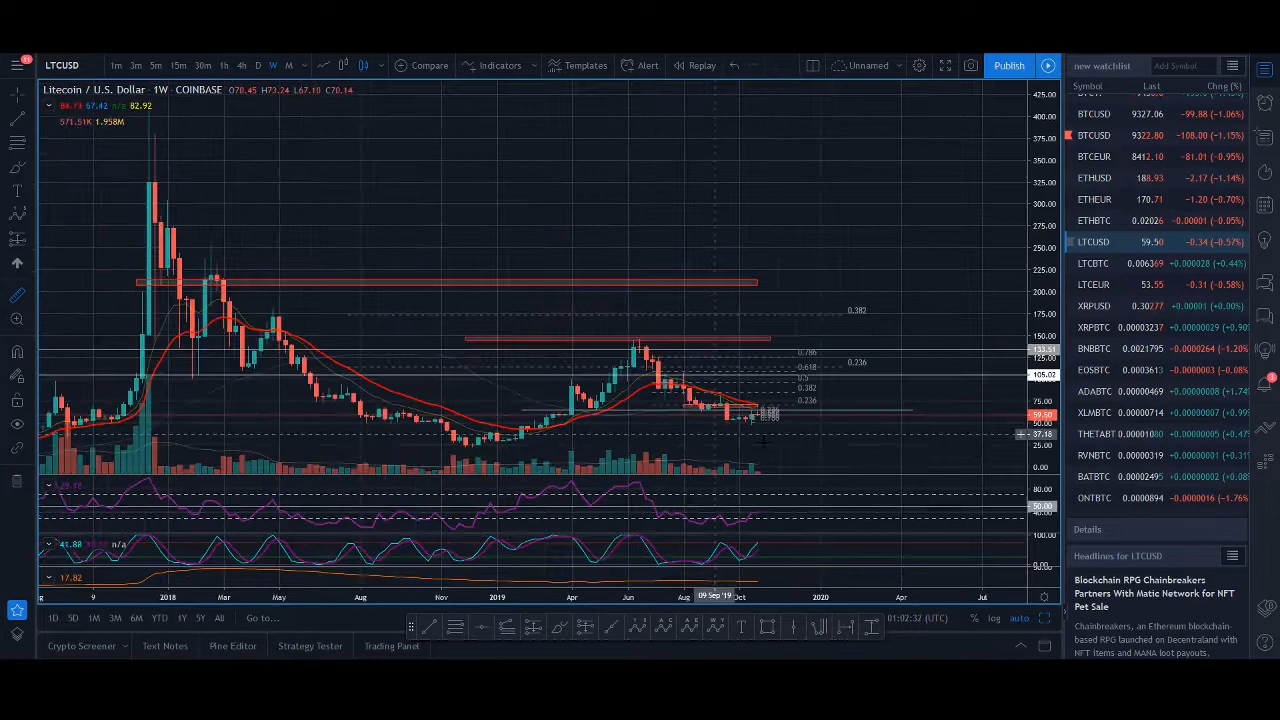 11
LTCUSD 1m 3m 5m 15m 30m 1h 4h D W M Compare Indicators Templates Alert Replay Unnamed Publish
new watchlist Add Symbol
Symbol Last Chng (%)
Litecoin / U.S. Dollar · 1W · COINBASE O70.45 H73.24 L67.10 C70.14
67.42 n/a 82.92
571.51K 1.958M
BTCUSD 9327.06 -99.88 (-1.06%)
BTCUSD 9322.80 -108.00 (-1.15%)
BTCEUR 8412.10 -81.01 (-0.95%)
ETHUSD 188.93 -2.17 (-1.14%)
ETHEUR 170.71 -1.20 (-0.70%)
ETHBTC 0.02026 -0.00001 (-0.05%)
LTCUSD 59.50 -0.34 (-0.57%)
LTCBTC 0.006369 +0.000028 (+0.44%)
LTCEUR 53.55 -0.31 (-0.58%)
XRPUSD 0.30277 +0.00001 (+0.00%)
XRPBTC 0.00003237 +0.00000029 (+0.90%)
BNBBTC 0.0021795 -0.0000264 (-1.20%)
EOSBTC 0.0003613 -0.0000003 (-0.08%)
ADABTC
XLMBTC
THETABT
RVNBTC
BATBTC
ONTBTC 0.0000894 -0.0000016 (-1.76%)
425.00
400.00
375.00
350.00
325.00
300.00
275.00
250.00
225.00
200.00
175.00
150.00
133.51
125.00
105.02
75.00
59.50
50.00
37.18
25.00
0.00
0.382
0.786
0.618
0.236
0.5
0.382
0.236
80.00
50.00
40.00
29.18
100.00
41.80 n/a
17.82
9 2018 Mar May Jul Sep Nov 2019 Apr Jun Aug 09 Sep '19 Oct 2020 Apr Jul
1D 5D 1M 3M 6M YTD 1Y 5Y All Go to... 01:02:32 (UTC) % log auto
Crypto Screener Text Notes Pine Editor Strategy Tester Trading Panel
Details
Headlines for LTCUSD
Blockchain RPG Chainbreakers
Partners With Matic Network for NFT
Pet Sale
Chainbreakers, an Ethereum blockchain-
based RPG launched on Decentraland with
NFT items and MANA loot payouts,